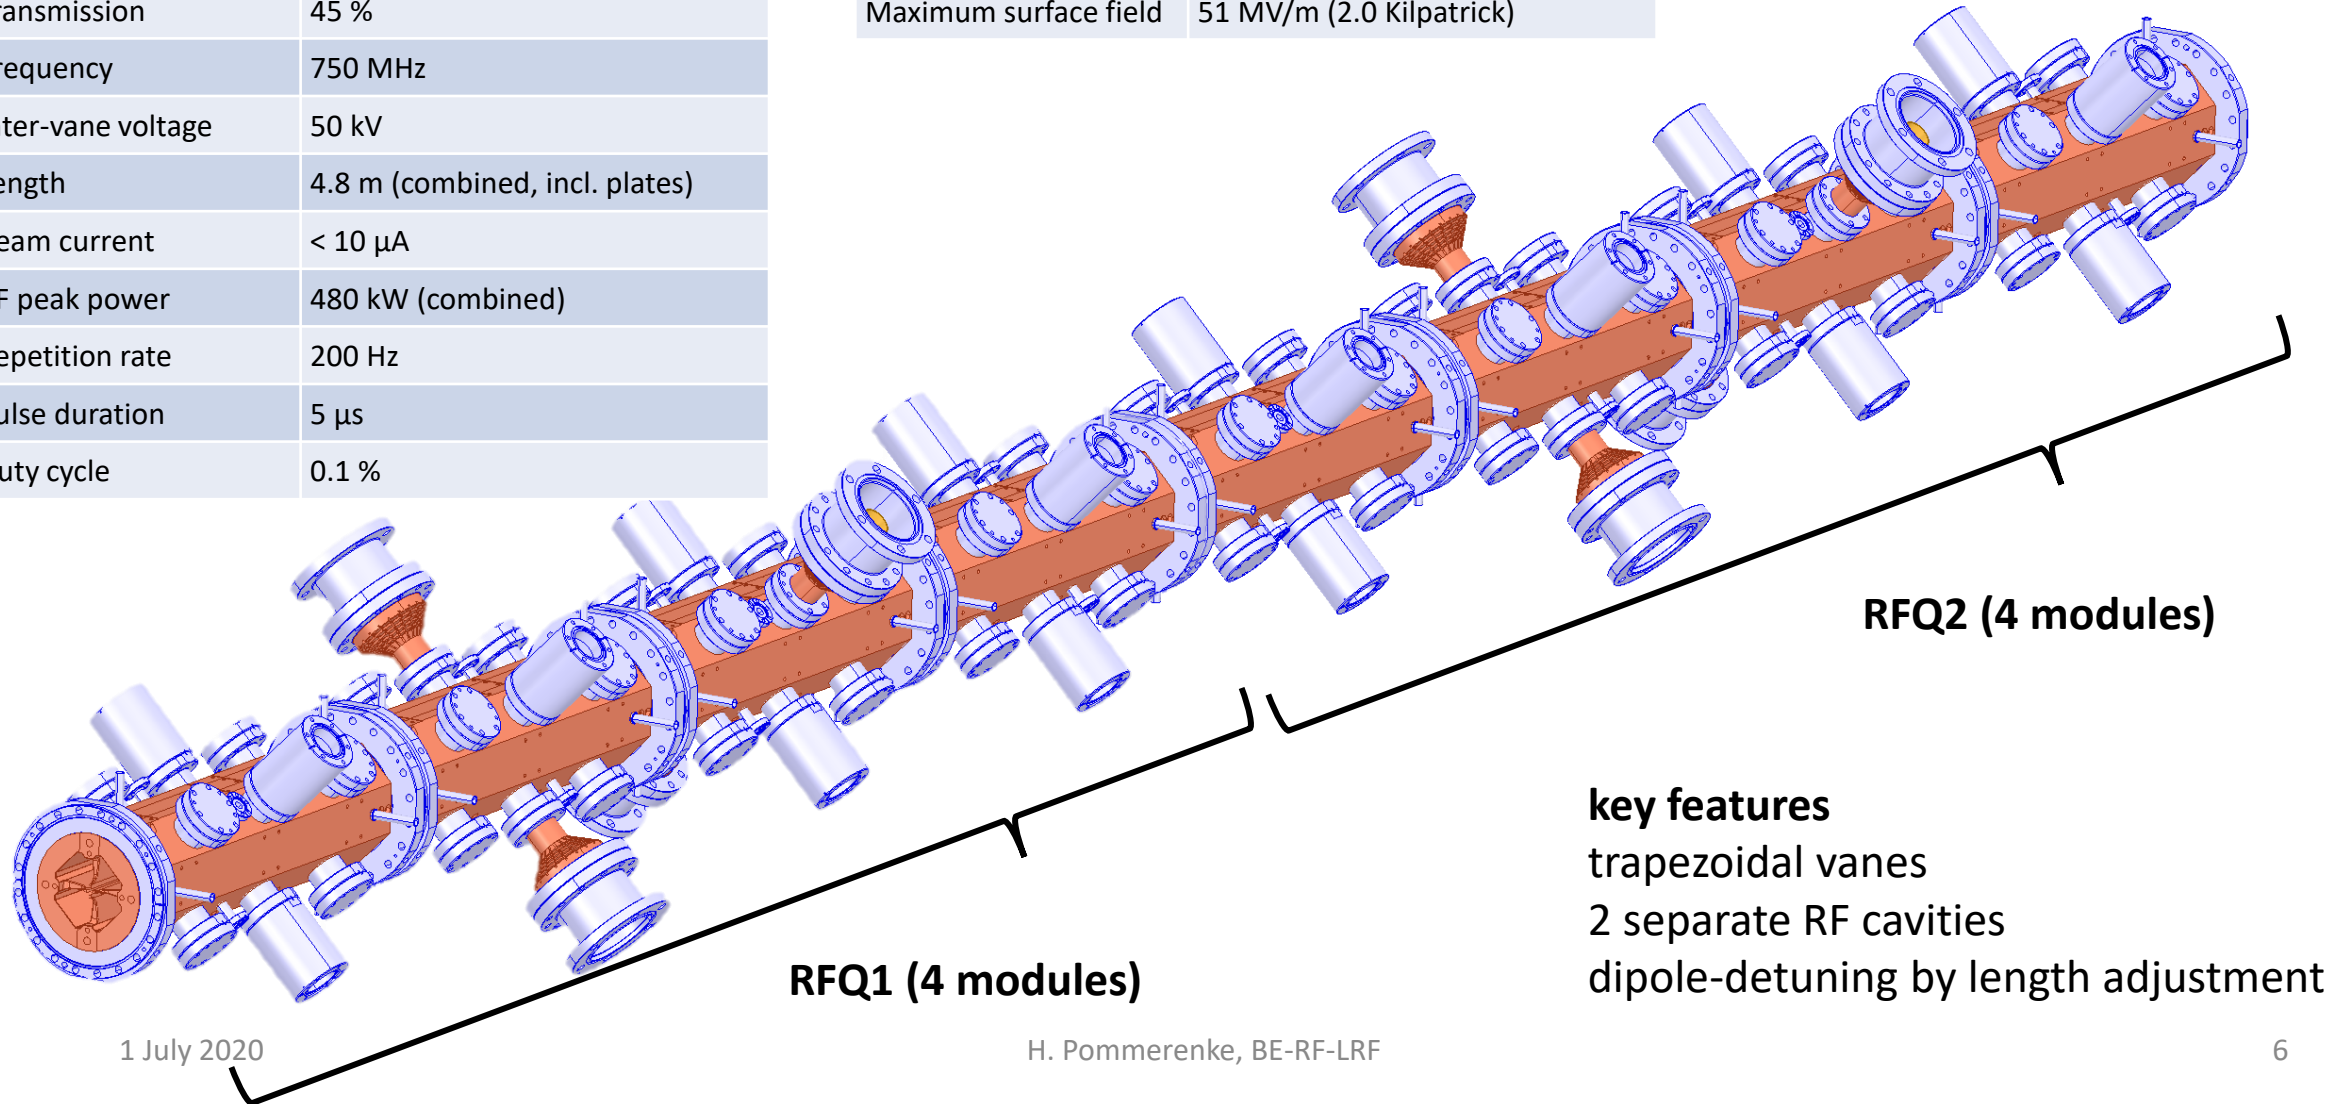 ransmission 45 %
Maximum surface field 51 MV/m (2.0 Kilpatrick)
requency 750 MHz
ter-vane voltage 50 kV
ength 4.8 m (combined, incl. plates)
eam current < 10 µA
F peak power 480 kW (combined)
epetition rate 200 Hz
ulse duration 5 µs
uty cycle 0.1 %
RFQ2 (4 modules)
RFQ1 (4 modules)
key features
trapezoidal vanes
2 separate RF cavities
dipole-detuning by length adjustment
1 July 2020
H. Pommerenke, BE-RF-LRF
6